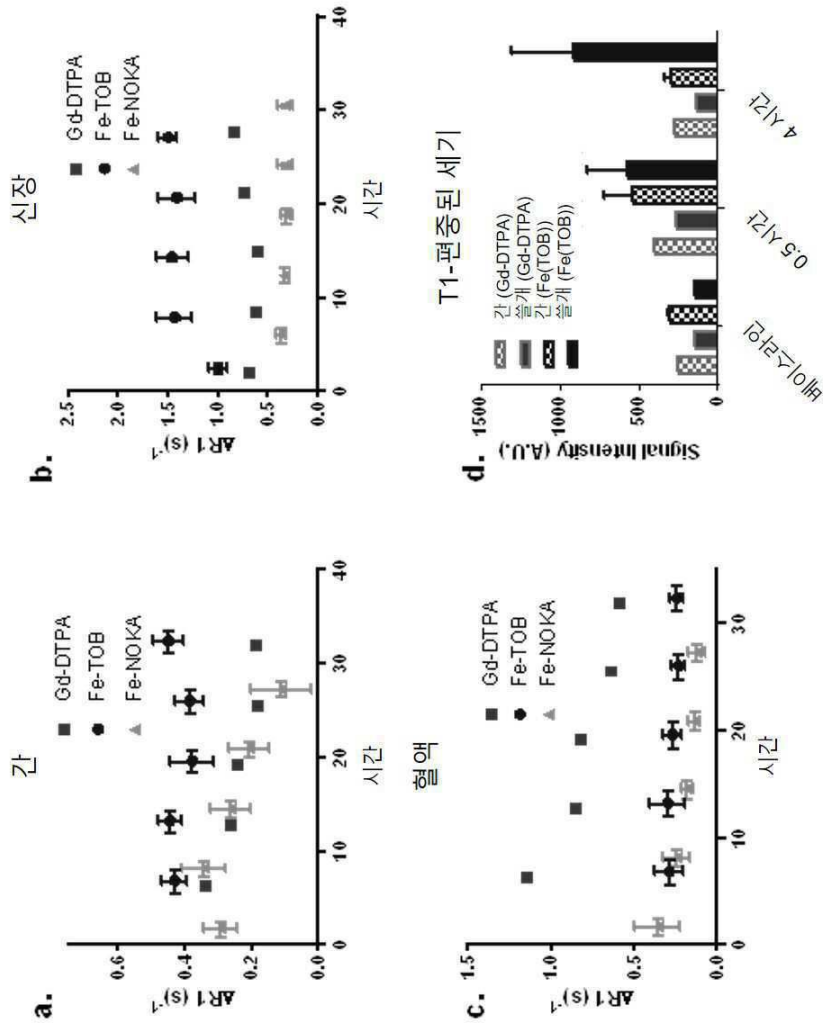 a.
간
ΔR1 (s)⁻¹
0.6
0.4
0.2
0.0
0
10
20
30
40
시간
Gd-DTPA
Fe-TOB
Fe-NOKA
b.
신장
ΔR1 (s)⁻¹
2.5
2.0
1.5
1.0
0.5
0.0
0
10
20
30
40
시간
Gd-DTPA
Fe-TOB
Fe-NOKA
c.
혈액
ΔR1 (s)⁻¹
1.5
1.0
0.5
0.0
0
10
20
30
시간
Gd-DTPA
Fe-TOB
Fe-NOKA
d.
T1-편중된 세기
Signal Intensity (A.U.)
1500
1000
500
0
간 (Gd-DTPA)
쓸개 (Gd-DTPA)
간 (Fe(TOB))
쓸개 (Fe(TOB))
베이스라인
0.5 시간
4 시간